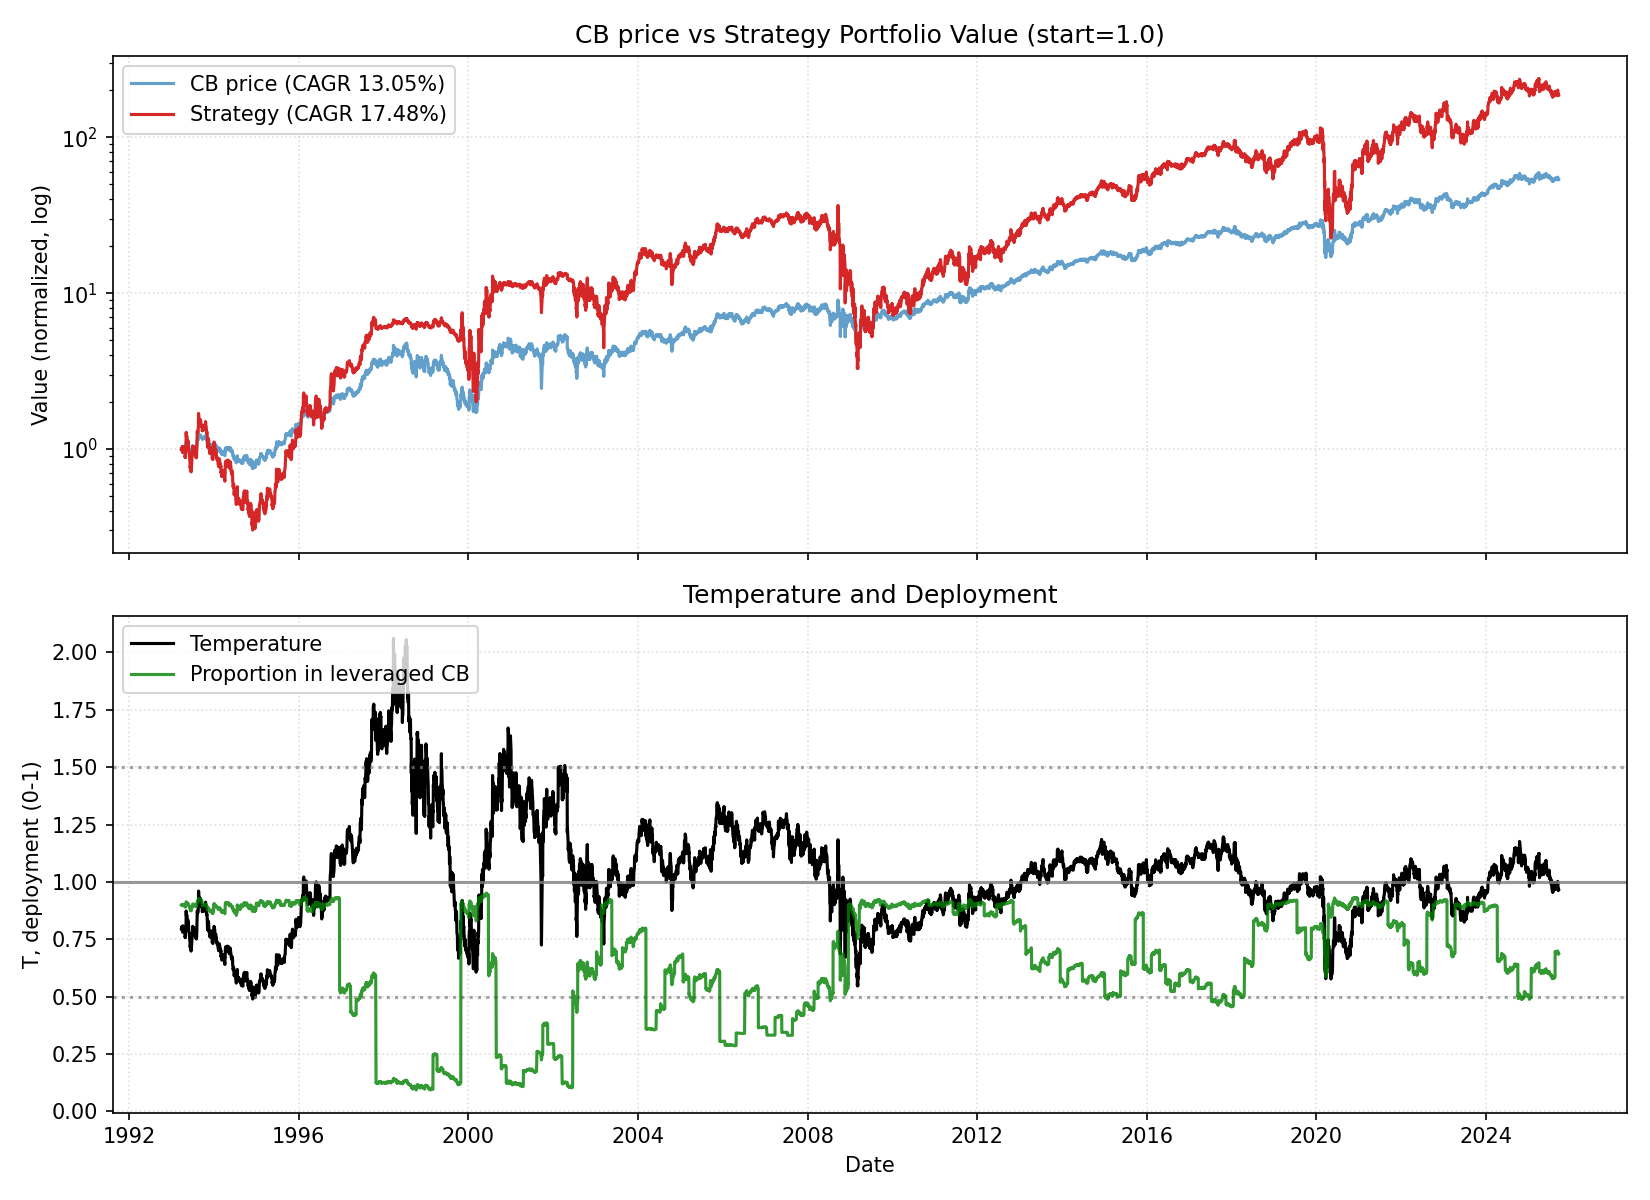 CB price vs Strategy Portfolio Value (start=1.0)
CB price (CAGR 13.05%)
Strategy (CAGR 17.48%)
10²
10¹
10⁰
Value (normalized, log)
Temperature and Deployment
Temperature
Proportion in leveraged CB
2.00
1.75
1.50
1.25
1.00
0.75
0.50
0.25
0.00
T, deployment (0-1)
1992 1996 2000 2004 2008 2012 2016 2020 2024
Date